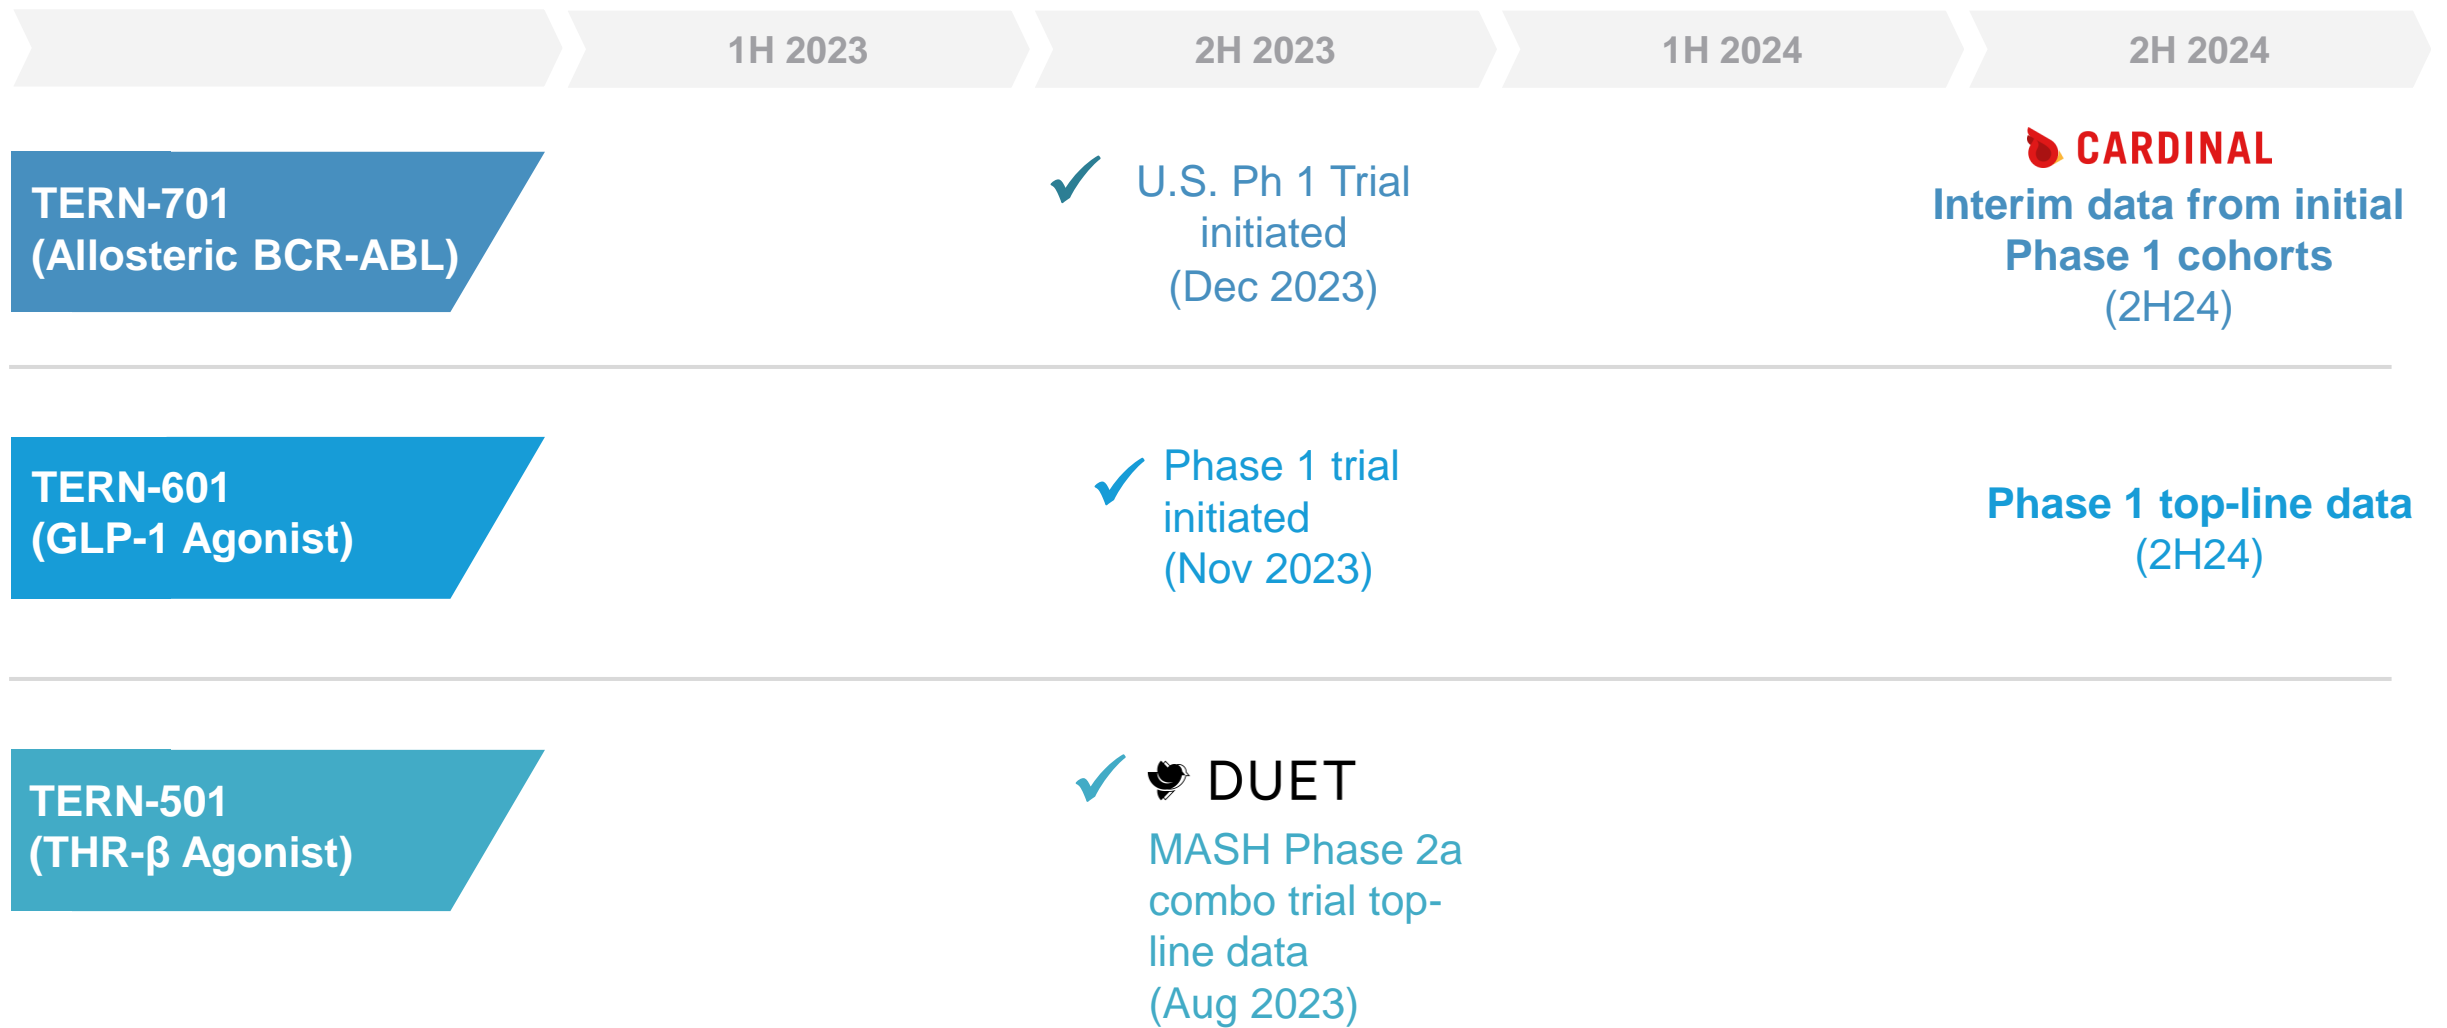 1H 2023
2H 2023
1H 2024
2H 2024
TERN-701
(Allosteric BCR-ABL)
U.S. Ph 1 Trial
initiated
(Dec 2023)
CARDINAL
Interim data from initial
Phase 1 cohorts
(2H24)
TERN-601
(GLP-1 Agonist)
Phase 1 trial
initiated
(Nov 2023)
Phase 1 top-line data
(2H24)
TERN-501
(THR-β Agonist)
DUET
MASH Phase 2a
combo trial top-
line data
(Aug 2023)